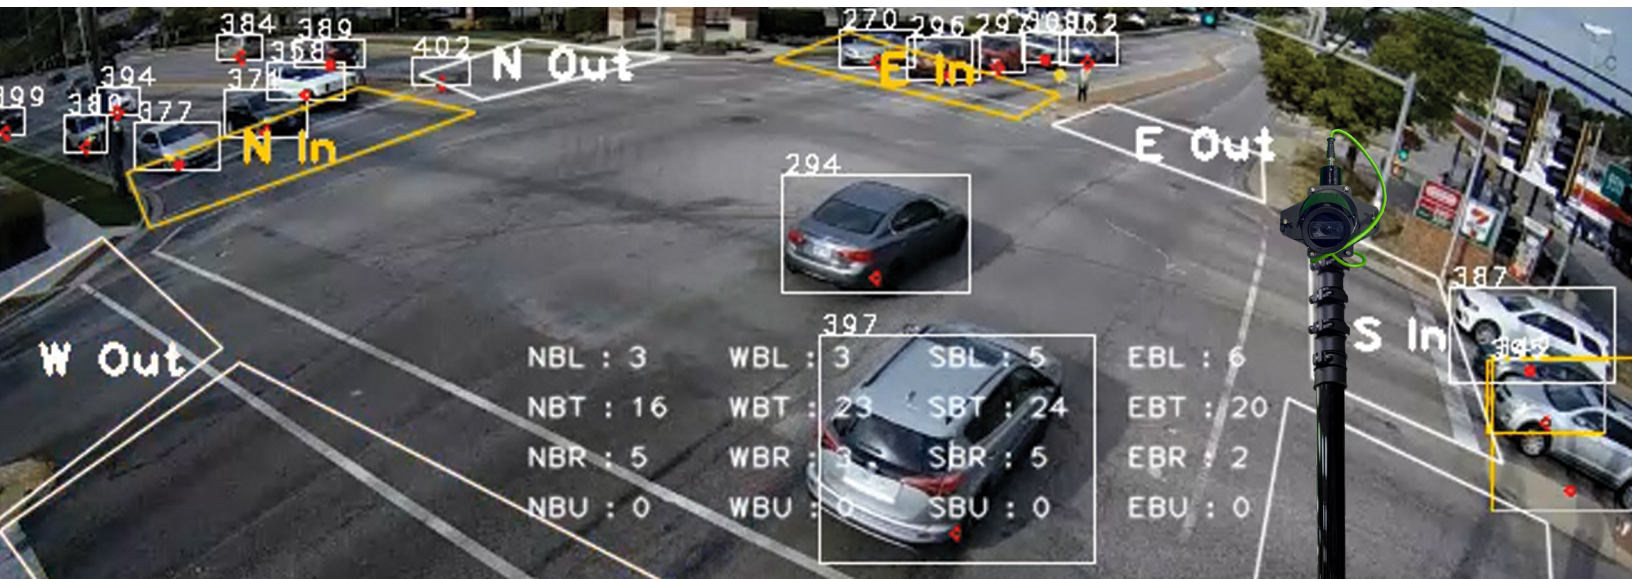 384
389
358
402
N Out
270
296
E In
394
371
377
N In
E Out
294
387
S In
W Out
397
NBL : 3 WBL : 3 SBL : 5 EBL : 6
NBT : 16 WBT : 23 SBT : 24 EBT : 20
NBR : 5 WBR : 3 SBR : 5 EBR : 2
NBU : 0 WBU : 0 SBU : 0 EBU : 0